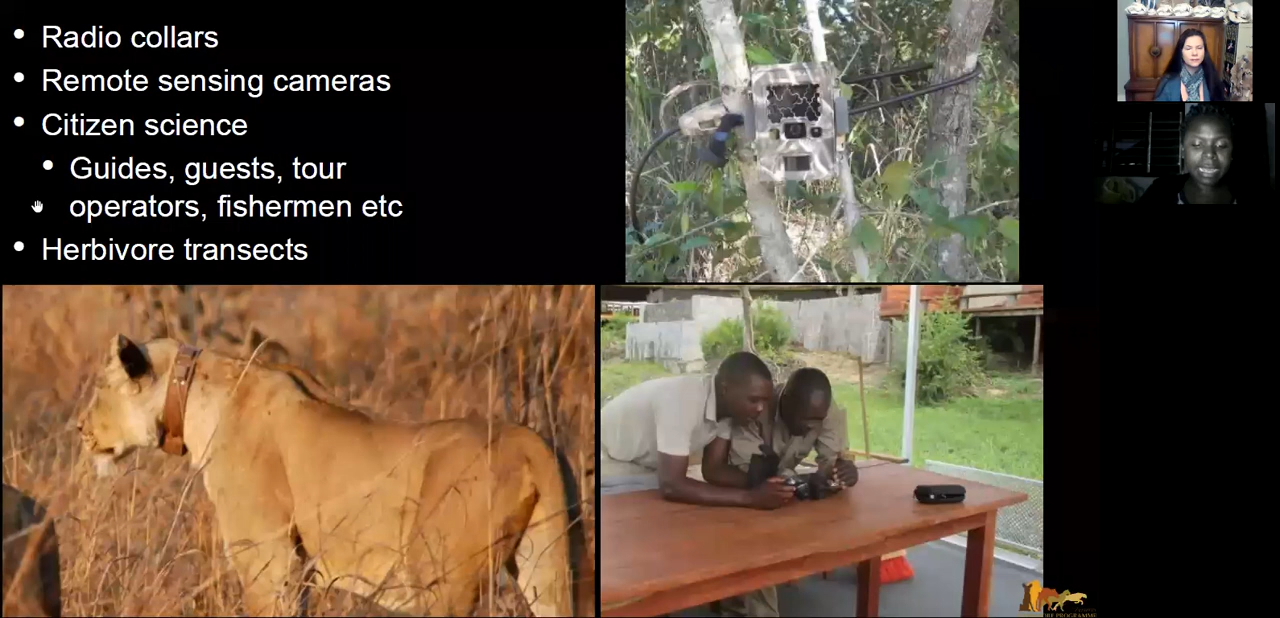 Radio collars
Remote sensing cameras
Citizen science
Guides, guests, tour
operators, fishermen etc
Herbivore transects